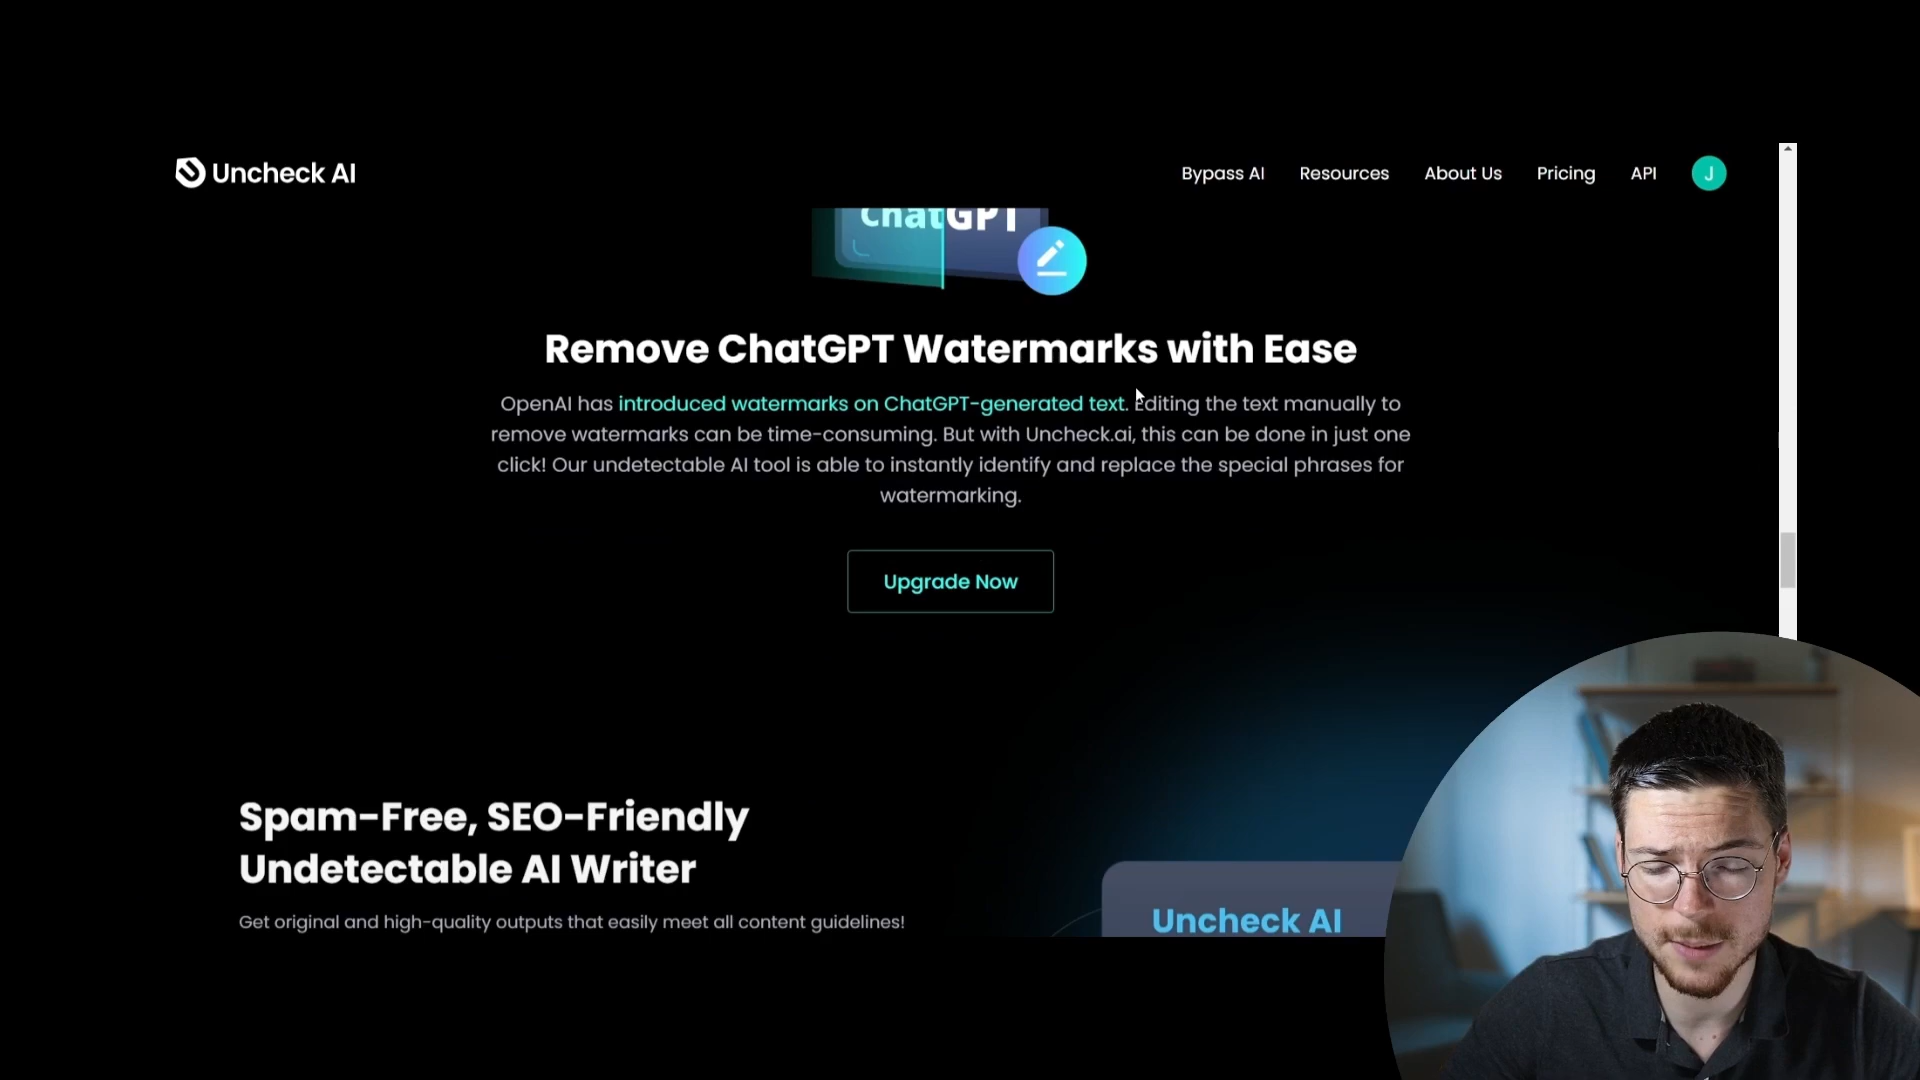 Uncheck AI
Bypass AI Resources About Us Pricing API J
ChatGPT
Remove ChatGPT Watermarks with Ease
OpenAI has introduced watermarks on ChatGPT-generated text. Editing the text manually to
remove watermarks can be time-consuming. But with Uncheck.ai, this can be done in just one
click! Our undetectable AI tool is able to instantly identify and replace the special phrases for
watermarking.
Upgrade Now
Spam-Free, SEO-Friendly
Undetectable AI Writer
Get original and high-quality outputs that easily meet all content guidelines!
Uncheck AI